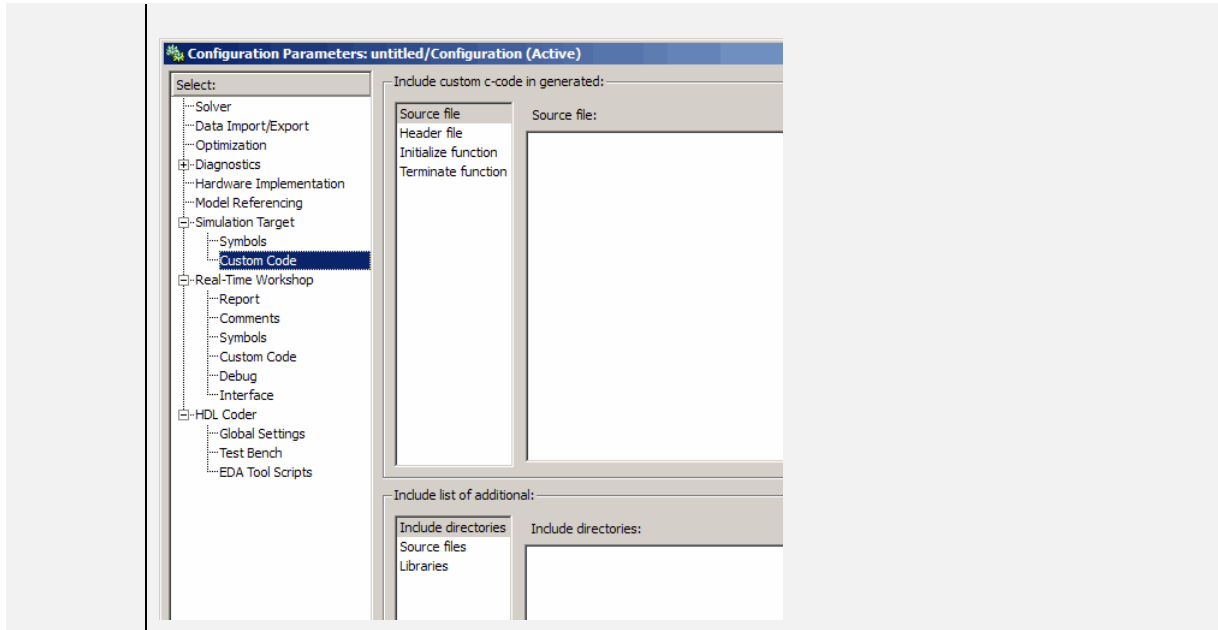 Configuration Parameters: untitled/Configuration (Active)
Select:
Solver
Data Import/Export
Optimization
Diagnostics
Hardware Implementation
Model Referencing
Simulation Target
Symbols
Custom Code
Real-Time Workshop
Report
Comments
Symbols
Custom Code
Debug
Interface
HDL Coder
Global Settings
Test Bench
EDA Tool Scripts
Include custom c-code in generated:
Source file
Header file
Initialize function
Terminate function
Source file:
Include list of additional:
Include directories
Source files
Libraries
Include directories: